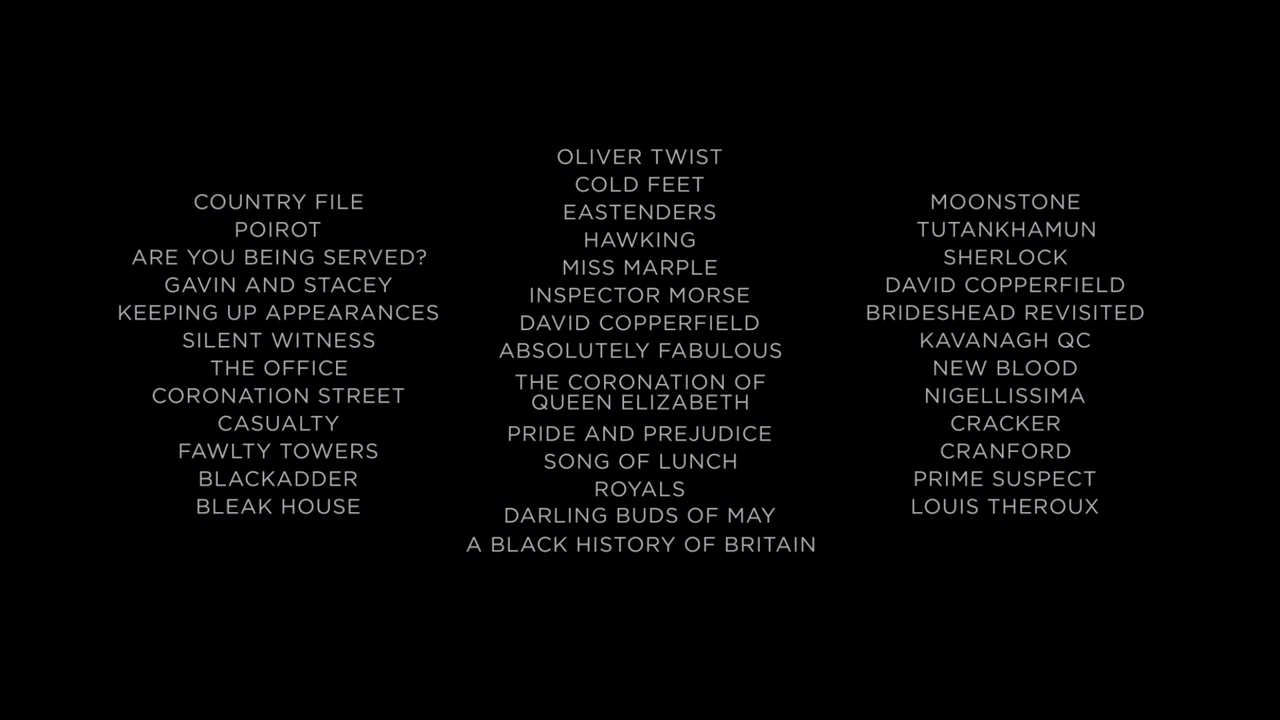 COUNTRY FILE
POIROT
ARE YOU BEING SERVED?
GAVIN AND STACEY
KEEPING UP APPEARANCES
SILENT WITNESS
THE OFFICE
CORONATION STREET
CASUALTY
FAWLTY TOWERS
BLACKADDER
BLEAK HOUSE
OLIVER TWIST
COLD FEET
EASTENDERS
HAWKING
MISS MARPLE
INSPECTOR MORSE
DAVID COPPERFIELD
ABSOLUTELY FABULOUS
THE CORONATION OF
QUEEN ELIZABETH
PRIDE AND PREJUDICE
SONG OF LUNCH
ROYALS
DARLING BUDS OF MAY
A BLACK HISTORY OF BRITAIN
MOONSTONE
TUTANKHAMUN
SHERLOCK
DAVID COPPERFIELD
BRIDESHEAD REVISITED
KAVANAGH QC
NEW BLOOD
NIGELLISSIMA
CRACKER
CRANFORD
PRIME SUSPECT
LOUIS THEROUX